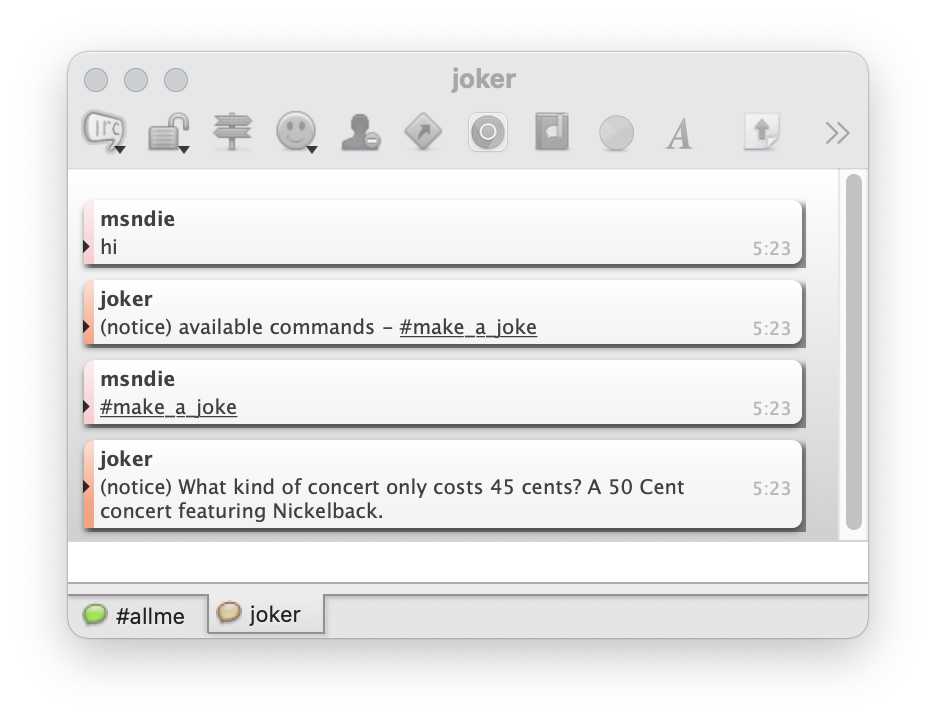 joker
irc
A
msndie
hi
5:23
joker
(notice) available commands – #make_a_joke
5:23
msndie
#make_a_joke
5:23
joker
(notice) What kind of concert only costs 45 cents? A 50 Cent
concert featuring Nickelback.
5:23
#allme
joker